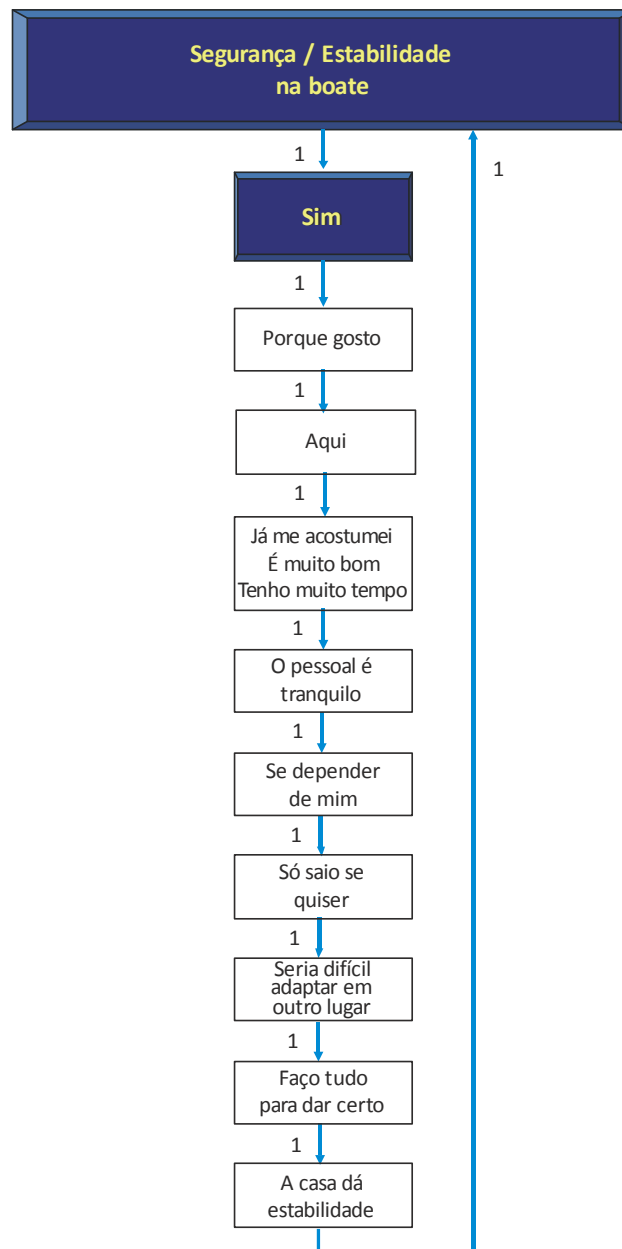 Segurança / Estabilidade
na boate
1
1
Sim
1
Porque gosto
1
Aqui
1
Já me acostumei
É muito bom
Tenho muito tempo
1
O pessoal é
tranquilo
1
Se depender
de mim
1
Só saio se
quiser
1
Seria difícil
adaptar em
outro lugar
1
Faço tudo
para dar certo
1
A casa dá
estabilidade